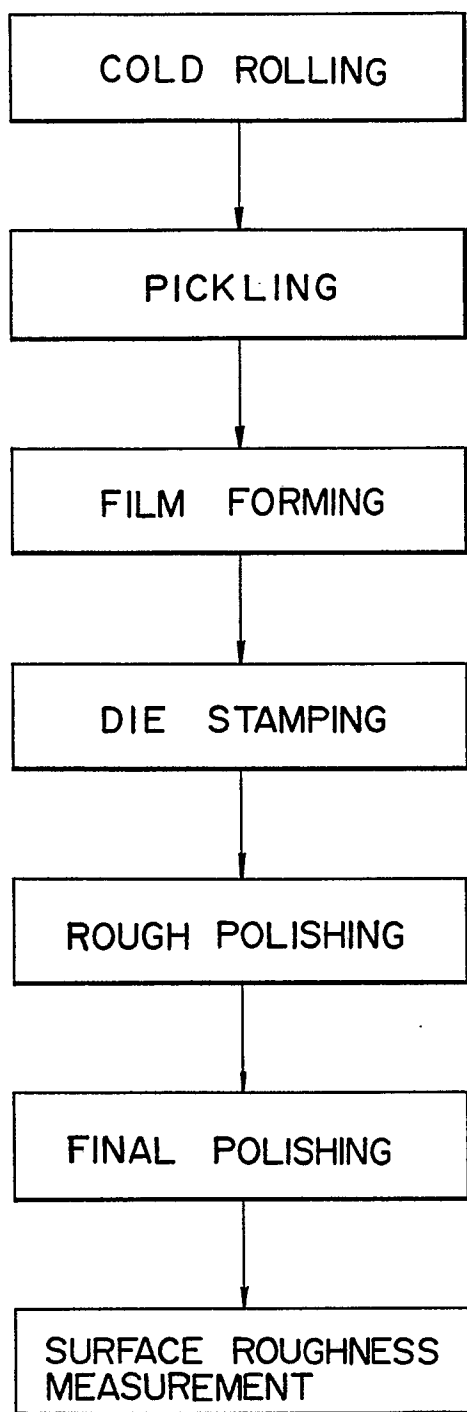 COLD ROLLING
PICKLING
FILM FORMING
DIE STAMPING
ROUGH POLISHING
FINAL POLISHING
SURFACE ROUGHNESS
MEASUREMENT